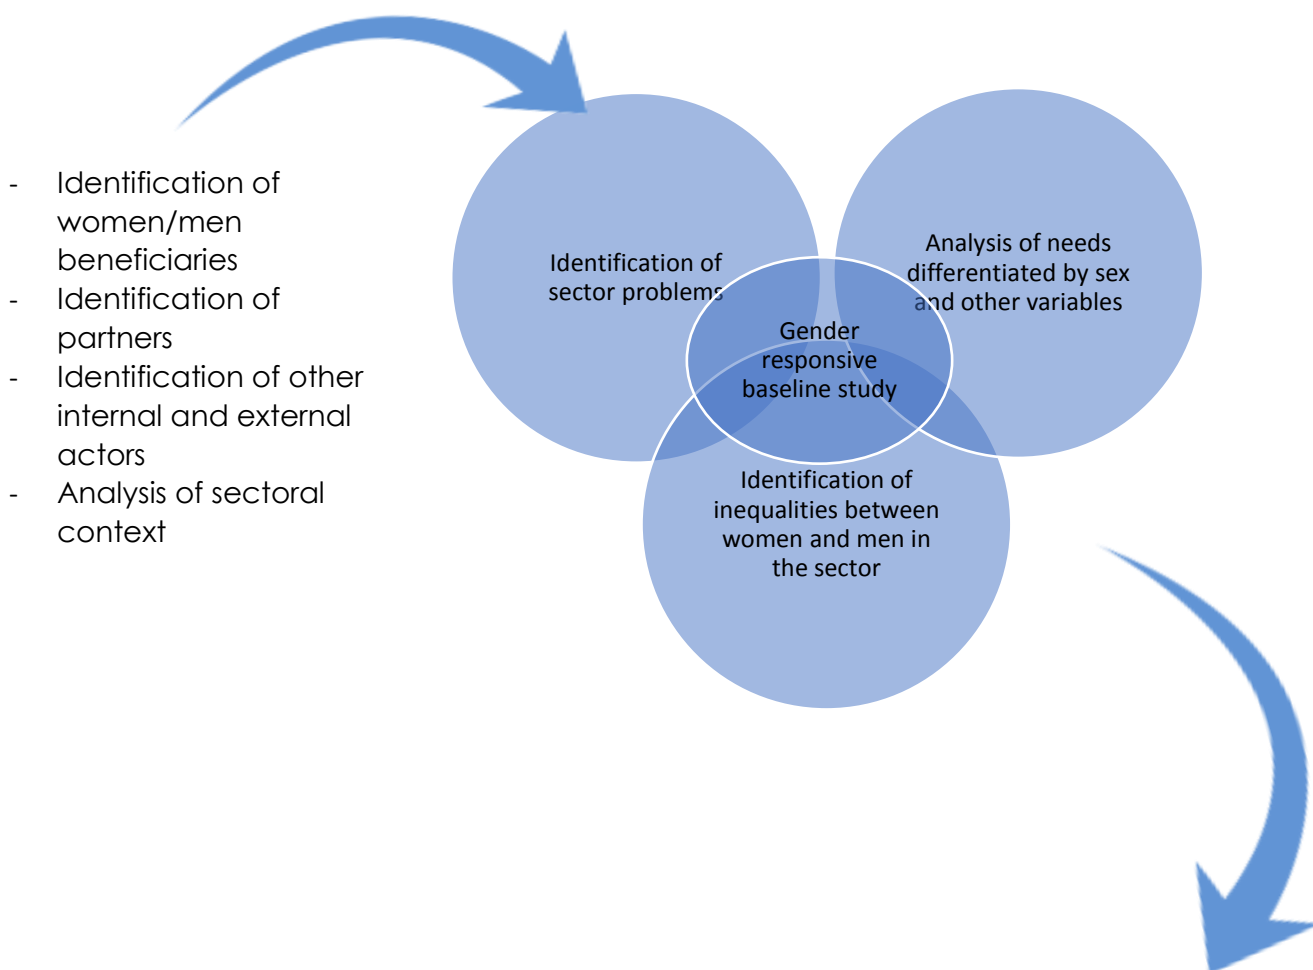 - Identification of
women/men
beneficiaries
- Identification of
partners
- Identification of other
internal and external
actors
- Analysis of sectoral
context
Identification of
sector problems
Analysis of needs
differentiated by sex
and other variables
Gender
responsive
baseline study
Identification of
inequalities between
women and men in
the sector